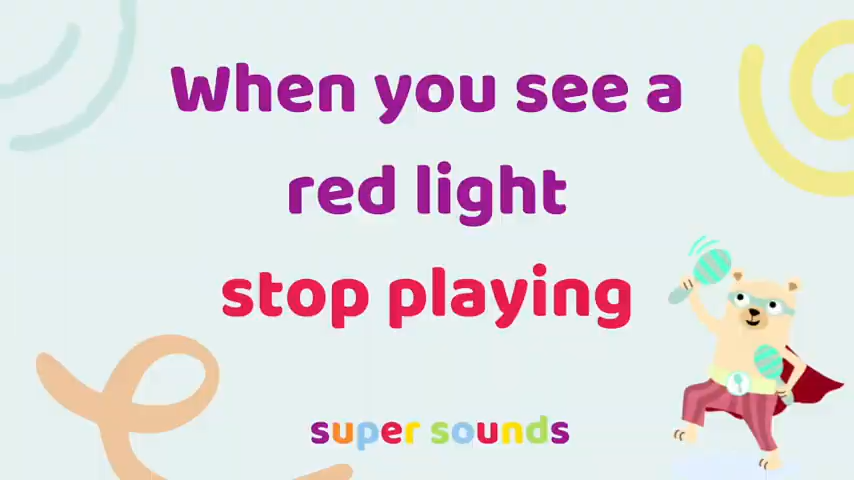 When you see a
red light
stop playing
super sounds